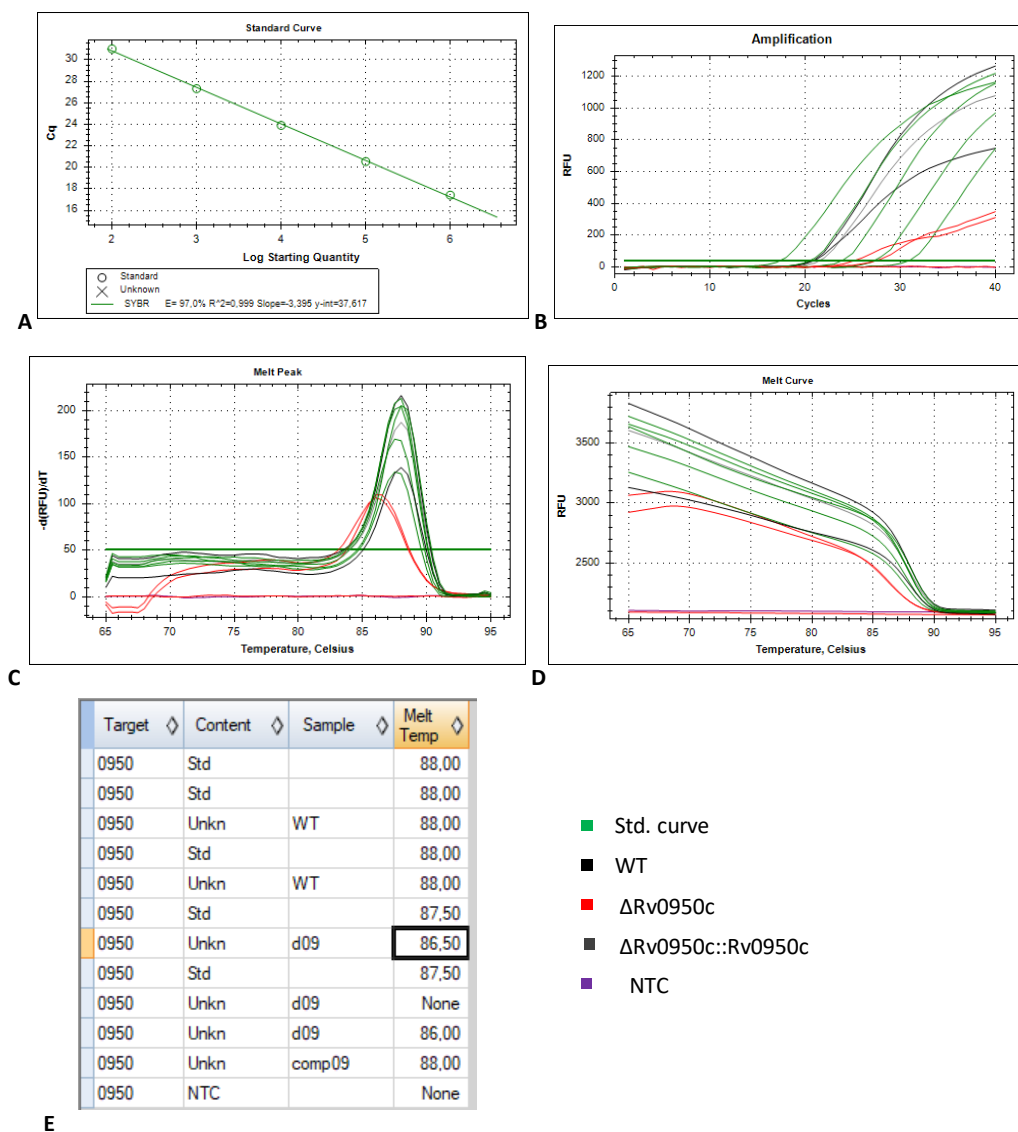 Standard Curve
30
28
26
24
22
20
18
16
Cq
2 3 4 5 6
Log Starting Quantity
Standard
Unknown
SYBR E= 97,0% R^2=0,999 Slope=-3,395 y-int=37,617
A
Amplification
1200
1000
800
600
400
200
0
RFU
0 10 20 30 40
Cycles
B
Melt Peak
200
150
100
50
0
-d(RFU)/dT
65 70 75 80 85 90 95
Temperature, Celsius
C
Melt Curve
3500
3000
2500
RFU
65 70 75 80 85 90 95
Temperature, Celsius
D
Target Content Sample Melt Temp
0950 Std 88,00
0950 Std 88,00
0950 Unkn WT 88,00
0950 Std 88,00
0950 Unkn WT 88,00
0950 Std 87,50
0950 Unkn d09 86,50
0950 Std 87,50
0950 Unkn d09 None
0950 Unkn d09 86,00
0950 Unkn comp09 88,00
0950 NTC None
E
Std. curve
WT
ΔRv0950c
ΔRv0950c::Rv0950c
NTC